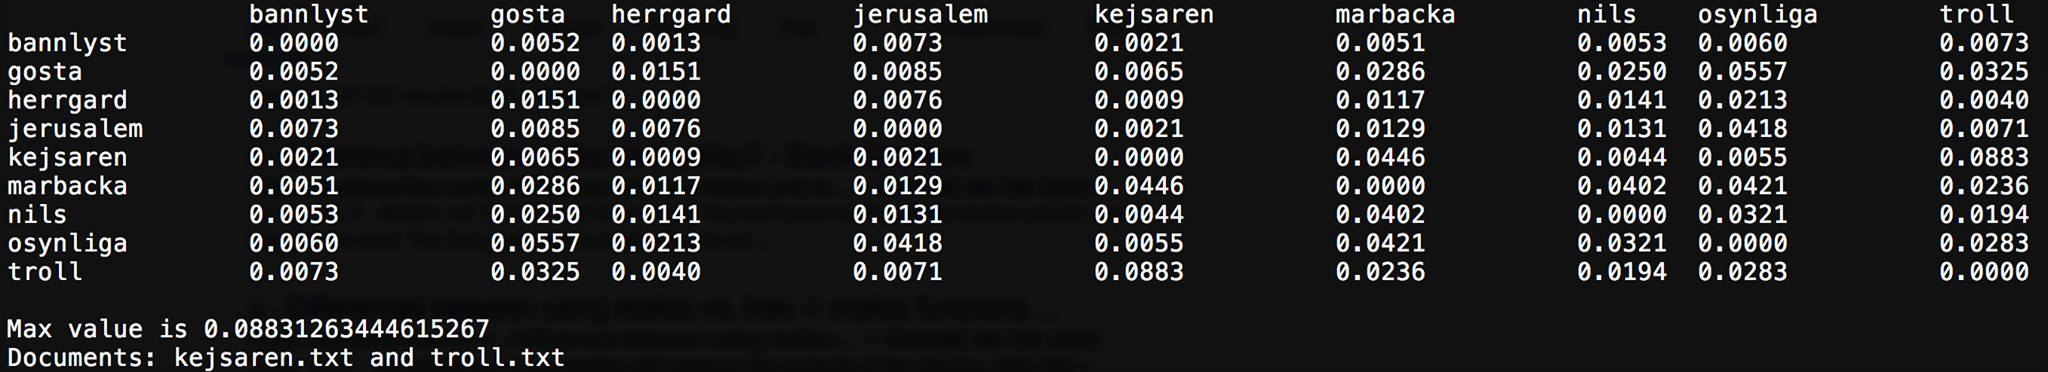 bannlyst gosta herrgard jerusalem kejsaren marbacka nils osynliga troll
bannlyst 0.0000 0.0052 0.0013 0.0073 0.0021 0.0051 0.0053 0.0060 0.0073
gosta 0.0052 0.0000 0.0151 0.0085 0.0065 0.0286 0.0250 0.0557 0.0325
herrgard 0.0013 0.0151 0.0000 0.0076 0.0009 0.0117 0.0141 0.0213 0.0040
jerusalem 0.0073 0.0085 0.0076 0.0000 0.0021 0.0129 0.0131 0.0418 0.0071
kejsaren 0.0021 0.0065 0.0009 0.0021 0.0000 0.0446 0.0044 0.0055 0.0883
marbacka 0.0051 0.0286 0.0117 0.0129 0.0446 0.0000 0.0402 0.0421 0.0236
nils 0.0053 0.0250 0.0141 0.0131 0.0044 0.0402 0.0000 0.0321 0.0194
osynliga 0.0060 0.0557 0.0213 0.0418 0.0055 0.0421 0.0321 0.0000 0.0283
troll 0.0073 0.0325 0.0040 0.0071 0.0883 0.0236 0.0194 0.0283 0.0000
Max value is 0.08831263444615267
Documents: kejsaren.txt and troll.txt